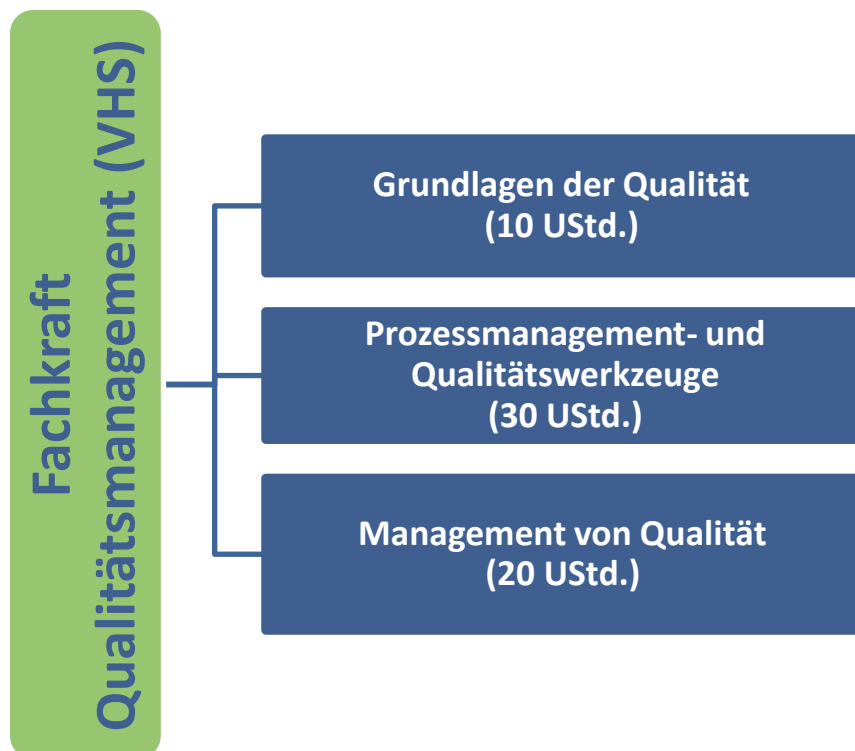 Fachkraft
Qualitätsmanagement (VHS)
Grundlagen der Qualität
(10 UStd.)
Prozessmanagement- und
Qualitätswerkzeuge
(30 UStd.)
Management von Qualität
(20 UStd.)